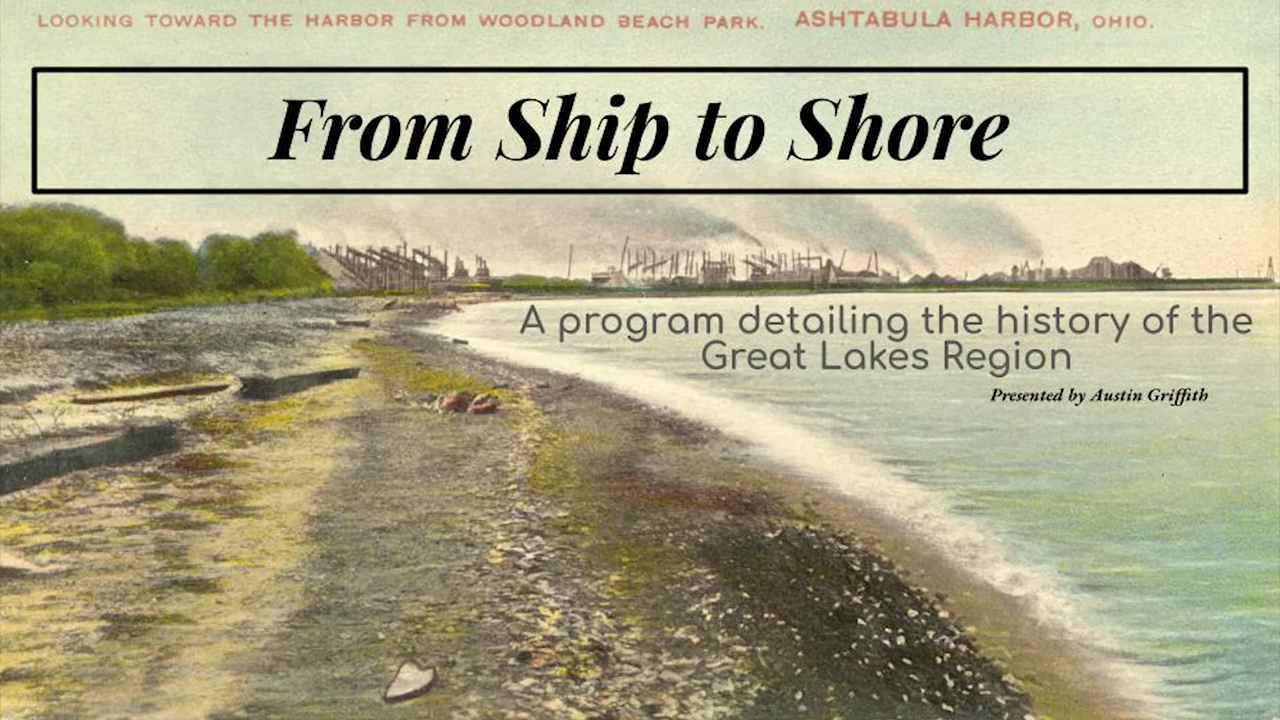 LOOKING TOWARD THE HARBOR FROM WOODLAND BEACH PARK. ASHTABULA HARBOR, OHIO.
From Ship to Shore
A program detailing the history of the
Great Lakes Region
Presented by Austin Griffith